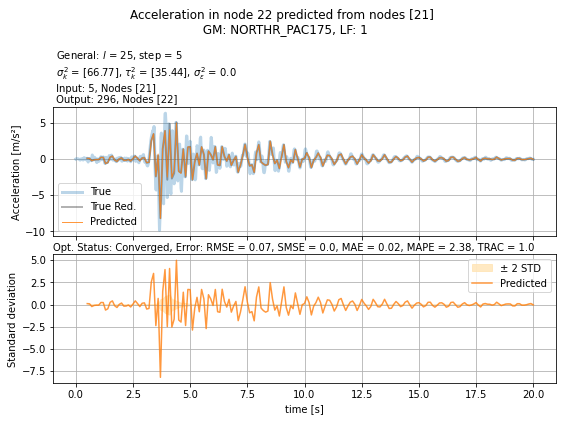 Acceleration in node 22 predicted from nodes [21]
GM: NORTHR_PAC175, LF: 1
General: l = 25, step = 5
σ²_k = [66.77], τ²_k = [35.44], σ²_ε = 0.0
Input: 5, Nodes [21]
Output: 296, Nodes [22]
Acceleration [m/s²]
5
0
−5
−10
True
True Red.
Predicted
Opt. Status: Converged, Error: RMSE = 0.07, SMSE = 0.0, MAE = 0.02, MAPE = 2.38, TRAC = 1.0
Standard deviation
5.0
2.5
0.0
−2.5
−5.0
−7.5
± 2 STD
Predicted
0.0 2.5 5.0 7.5 10.0 12.5 15.0 17.5 20.0
time [s]